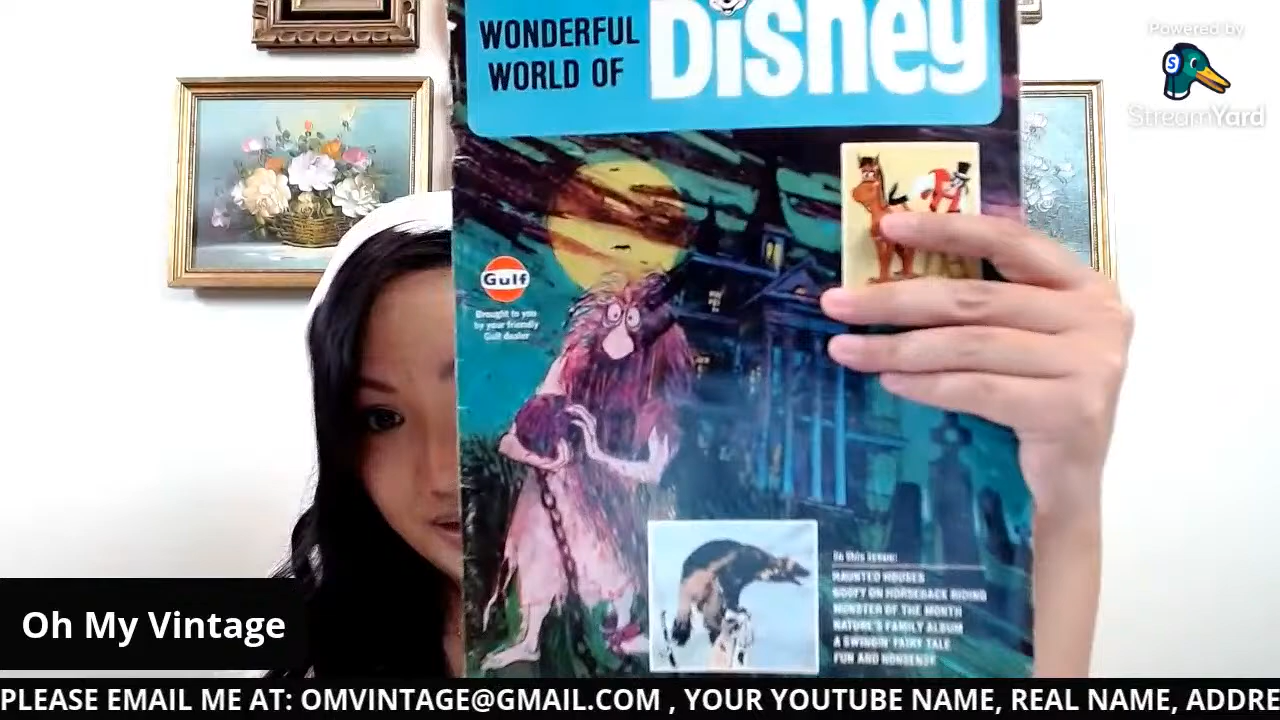 WONDERFUL
WORLD OF
Disney
Powered by
S
StreamYard
Gulf
Brought to you
by your friendly
Gulf dealer
In this issue:
HAUNTED HOUSES
GOOFY ON HORSEBACK RIDING
MONSTER OF THE MONTH
NATURE'S FAMILY ALBUM
A SWINGIN' FAIRY TALE
FUN AND NONSENSE
Oh My Vintage
PLEASE EMAIL ME AT: OMVINTAGE@GMAIL.COM , YOUR YOUTUBE NAME, REAL NAME, ADDRE